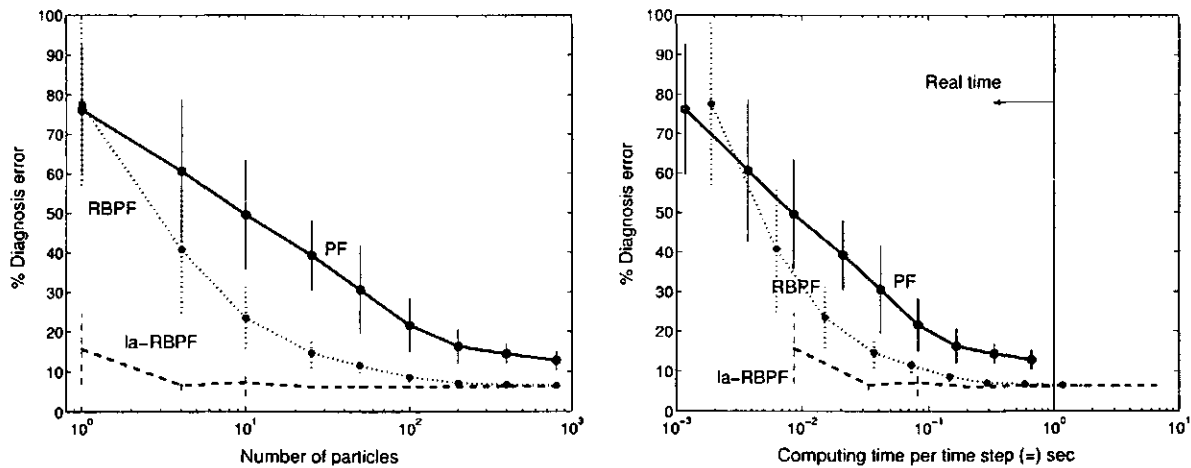 100
90
80
70
60
50
40
30
20
10
0
% Diagnosis error
RBPF
PF
la-RBPF
10^0
10^1
10^2
10^3
Number of particles
100
90
80
70
60
50
40
30
20
10
0
% Diagnosis error
Real time
RBPF
PF
la-RBPF
10^-3
10^-2
10^-1
10^0
10^1
Computing time per time step (=) sec